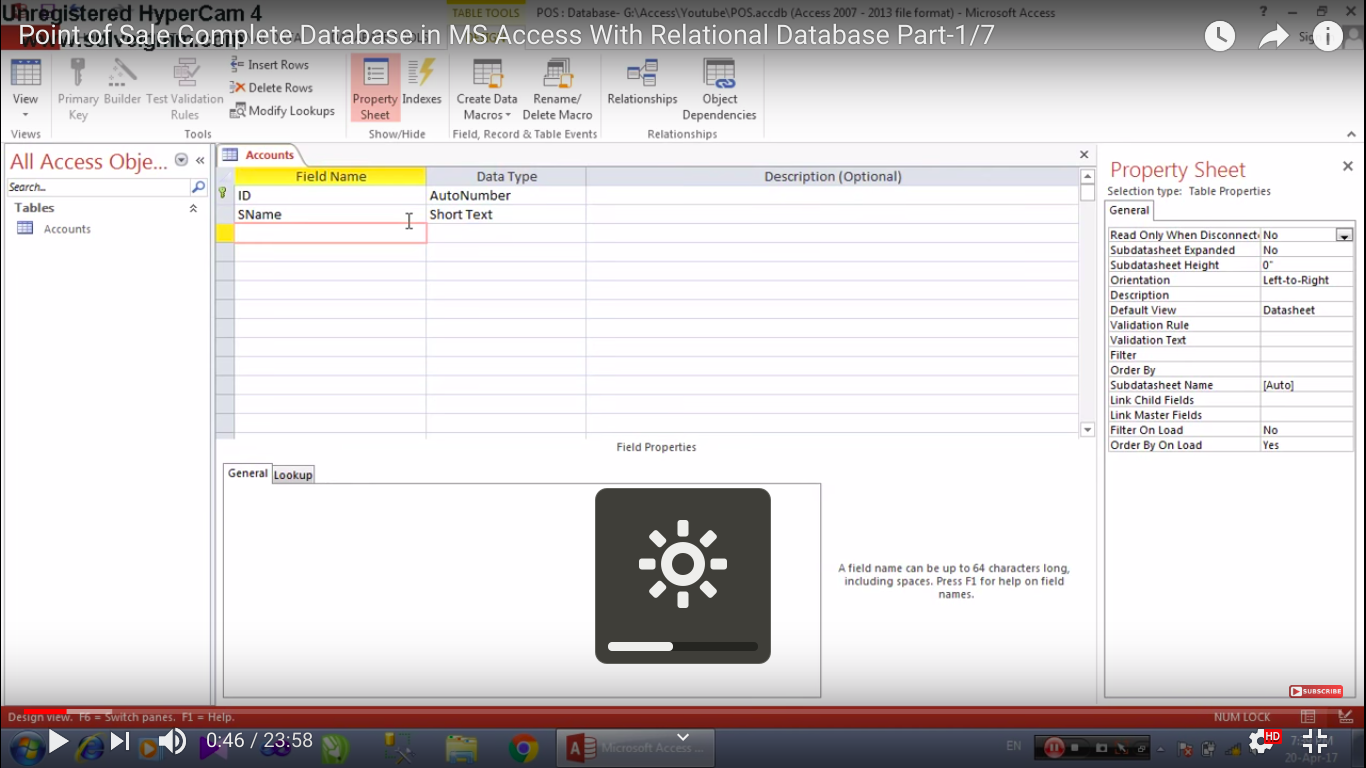 Unregistered HyperCam 4
TABLE TOOLS
POS : Database- G:\Access\Youtube\POS.accdb (Access 2007 - 2013 file format) - Microsoft Access
Point of Sale Complete Database in MS Access With Relational Database Part-1/7
View
Primary Key
Builder
Test Validation Rules
Insert Rows
Delete Rows
Modify Lookups
Property Sheet
Indexes
Create Data Macros
Rename/ Delete Macro
Relationships
Object Dependencies
Views
Tools
Show/Hide
Field, Record & Table Events
Relationships
All Access Obje...
Search...
Tables
Accounts
Accounts
Field Name Data Type Description (Optional)
ID AutoNumber
SName Short Text
Field Properties
General Lookup
A field name can be up to 64 characters long,
including spaces. Press F1 for help on field
names.
Property Sheet
Selection type: Table Properties
General
Read Only When Disconnect No
Subdatasheet Expanded No
Subdatasheet Height 0"
Orientation Left-to-Right
Description
Default View Datasheet
Validation Rule
Validation Text
Filter
Order By
Subdatasheet Name [Auto]
Link Child Fields
Link Master Fields
Filter On Load No
Order By On Load Yes
SUBSCRIBE
Design view. F6 = Switch panes. F1 = Help.
NUM LOCK
0:46 / 23:58
Microsoft Access ...
EN
HD
20-Apr-17